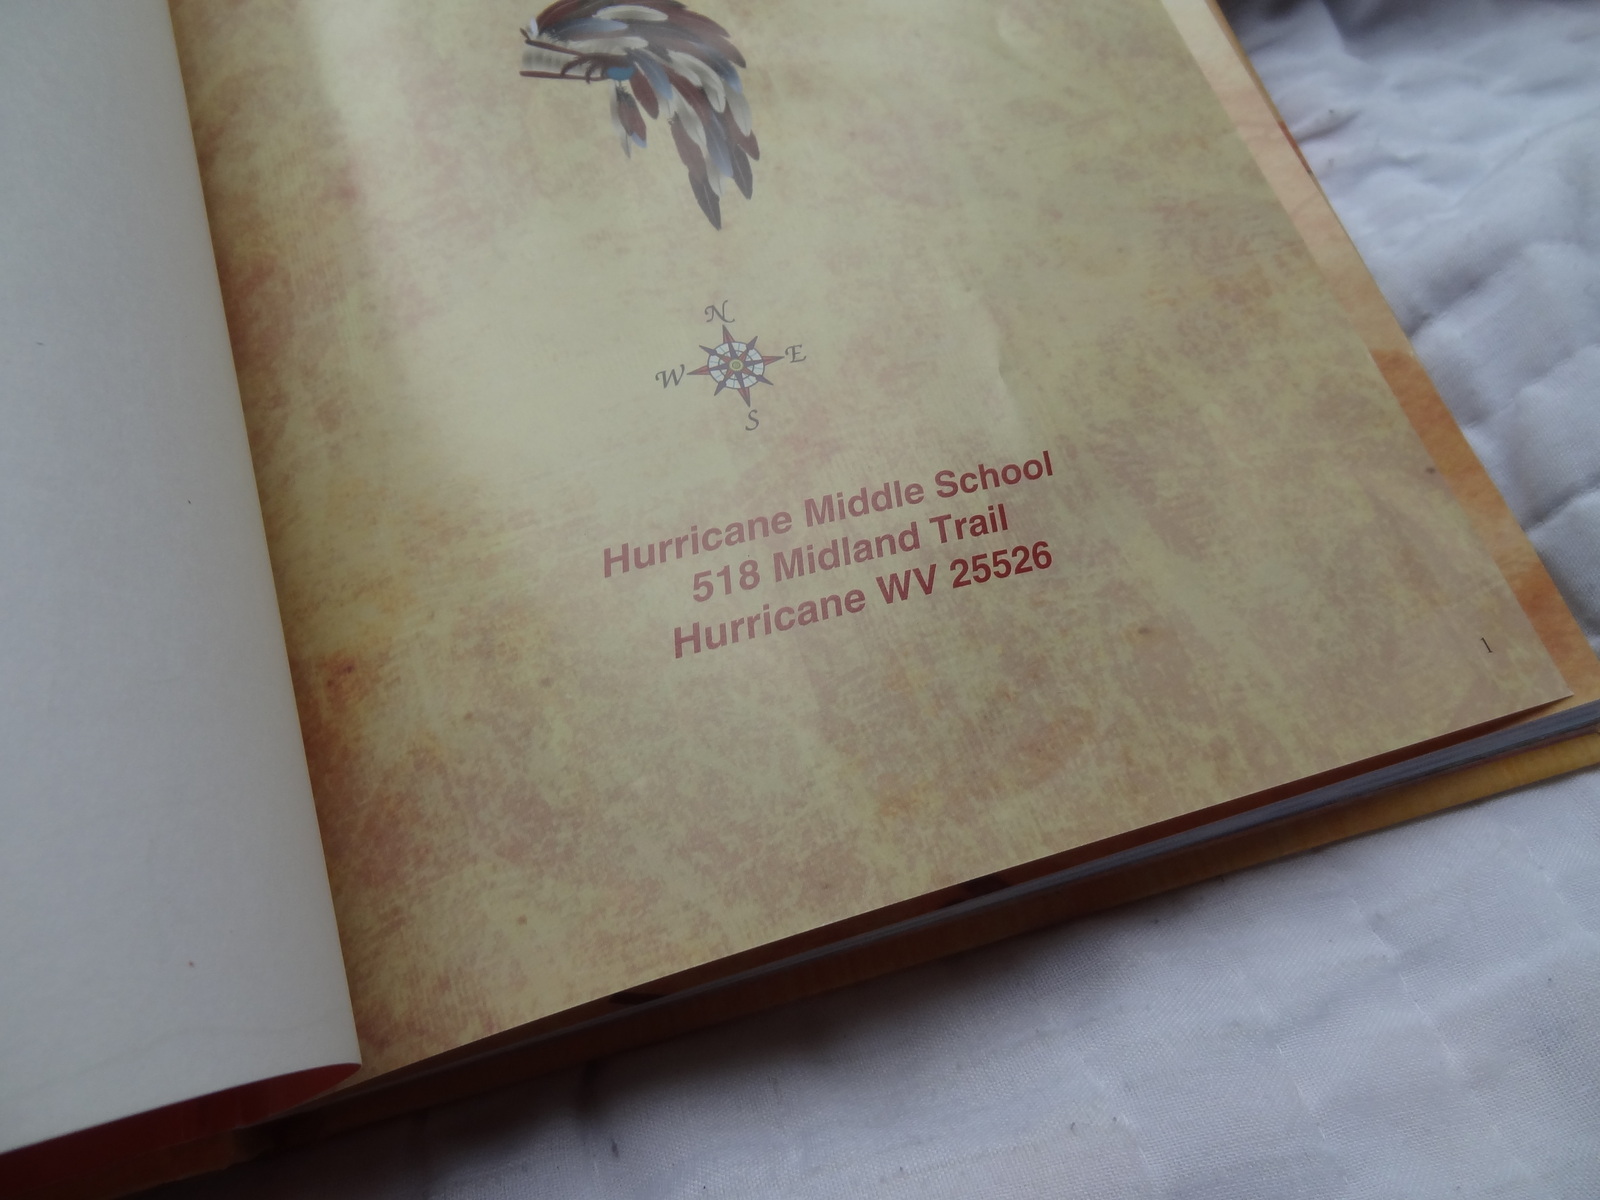 N
W E
S
Hurricane Middle School
518 Midland Trail
Hurricane WV 25526
1